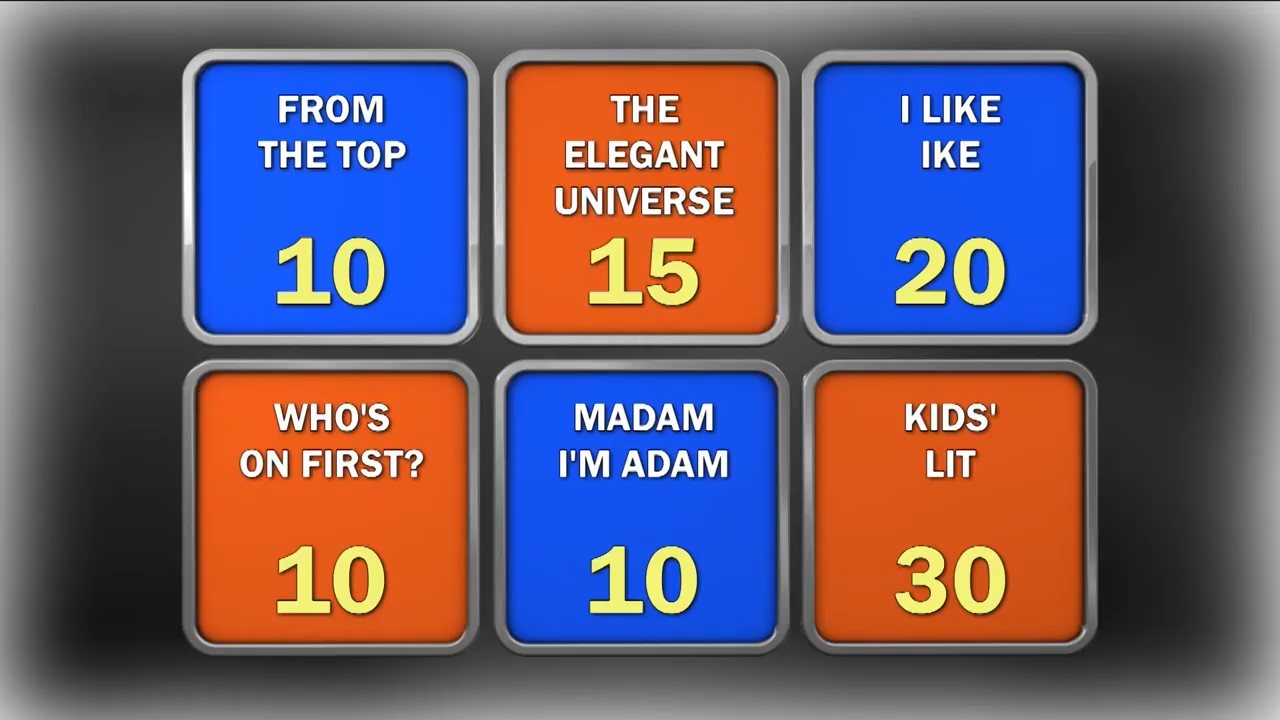 FROM
THE TOP
10
THE
ELEGANT
UNIVERSE
15
I LIKE
IKE
20
WHO'S
ON FIRST?
10
MADAM
I'M ADAM
10
KIDS'
LIT
30